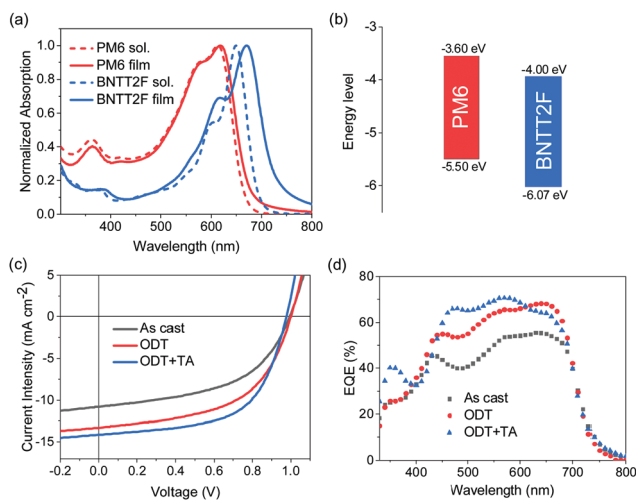 (a)
PM6 sol.
PM6 film
BNTT2F sol.
BNTT2F film
1.0
0.8
0.6
0.4
0.2
0.0
Normalized Absorption
400 500 600 700 800
Wavelength (nm)
(b)
-3
-4
-5
-6
Energy level
-3.60 eV
PM6
-5.50 eV
-4.00 eV
BNTT2F
-6.07 eV
(c)
5
0
-5
-10
-15
Current Intensity (mA cm-2)
As cast
ODT
ODT+TA
-0.2 0.0 0.2 0.4 0.6 0.8 1.0
Voltage (V)
(d)
80
60
40
20
0
EQE (%)
As cast
ODT
ODT+TA
400 500 600 700 800
Wavelength (nm)